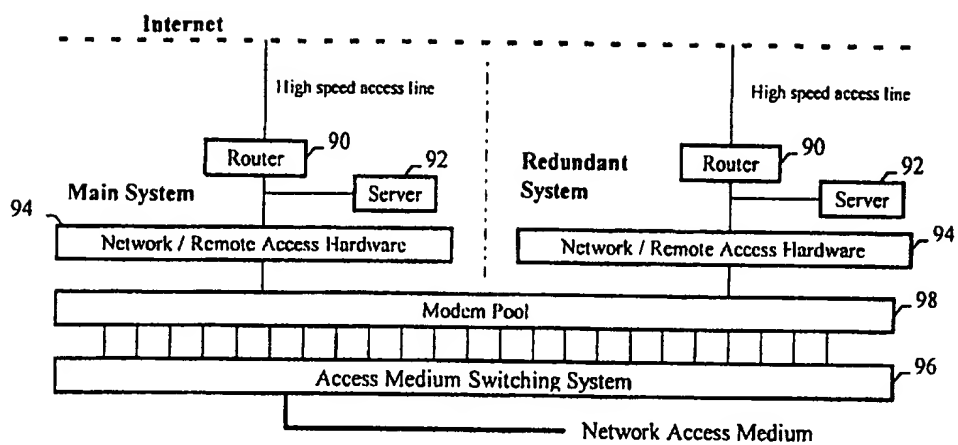 Internet
High speed access line
High speed access line
90
Router
92
Server
Main System
94
Network / Remote Access Hardware
Redundant
System
90
Router
92
Server
Network / Remote Access Hardware
94
Modem Pool
98
Access Medium Switching System
96
Network Access Medium